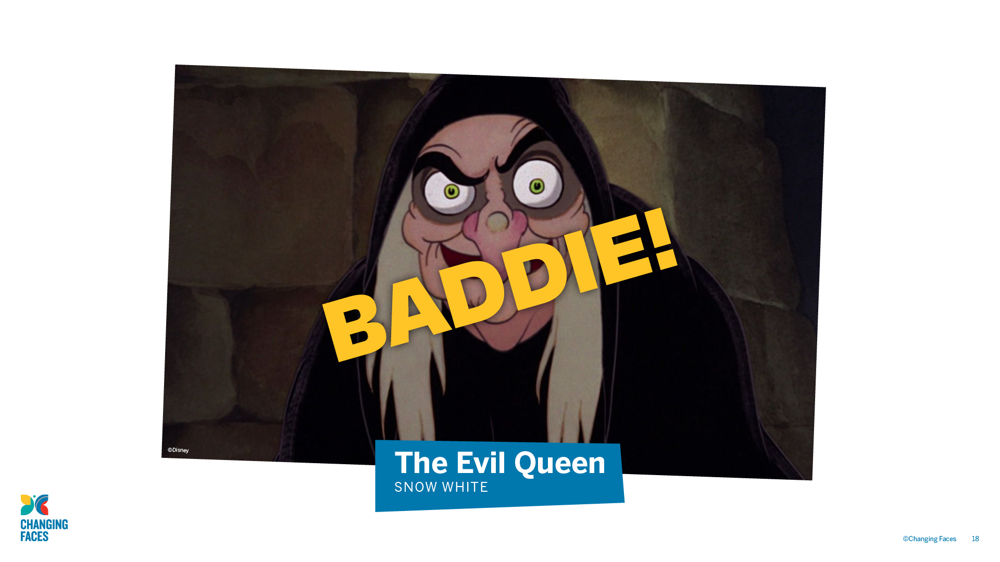 BADDIE!
©Disney
The Evil Queen
SNOW WHITE
CHANGING
FACES
©Changing Faces 18